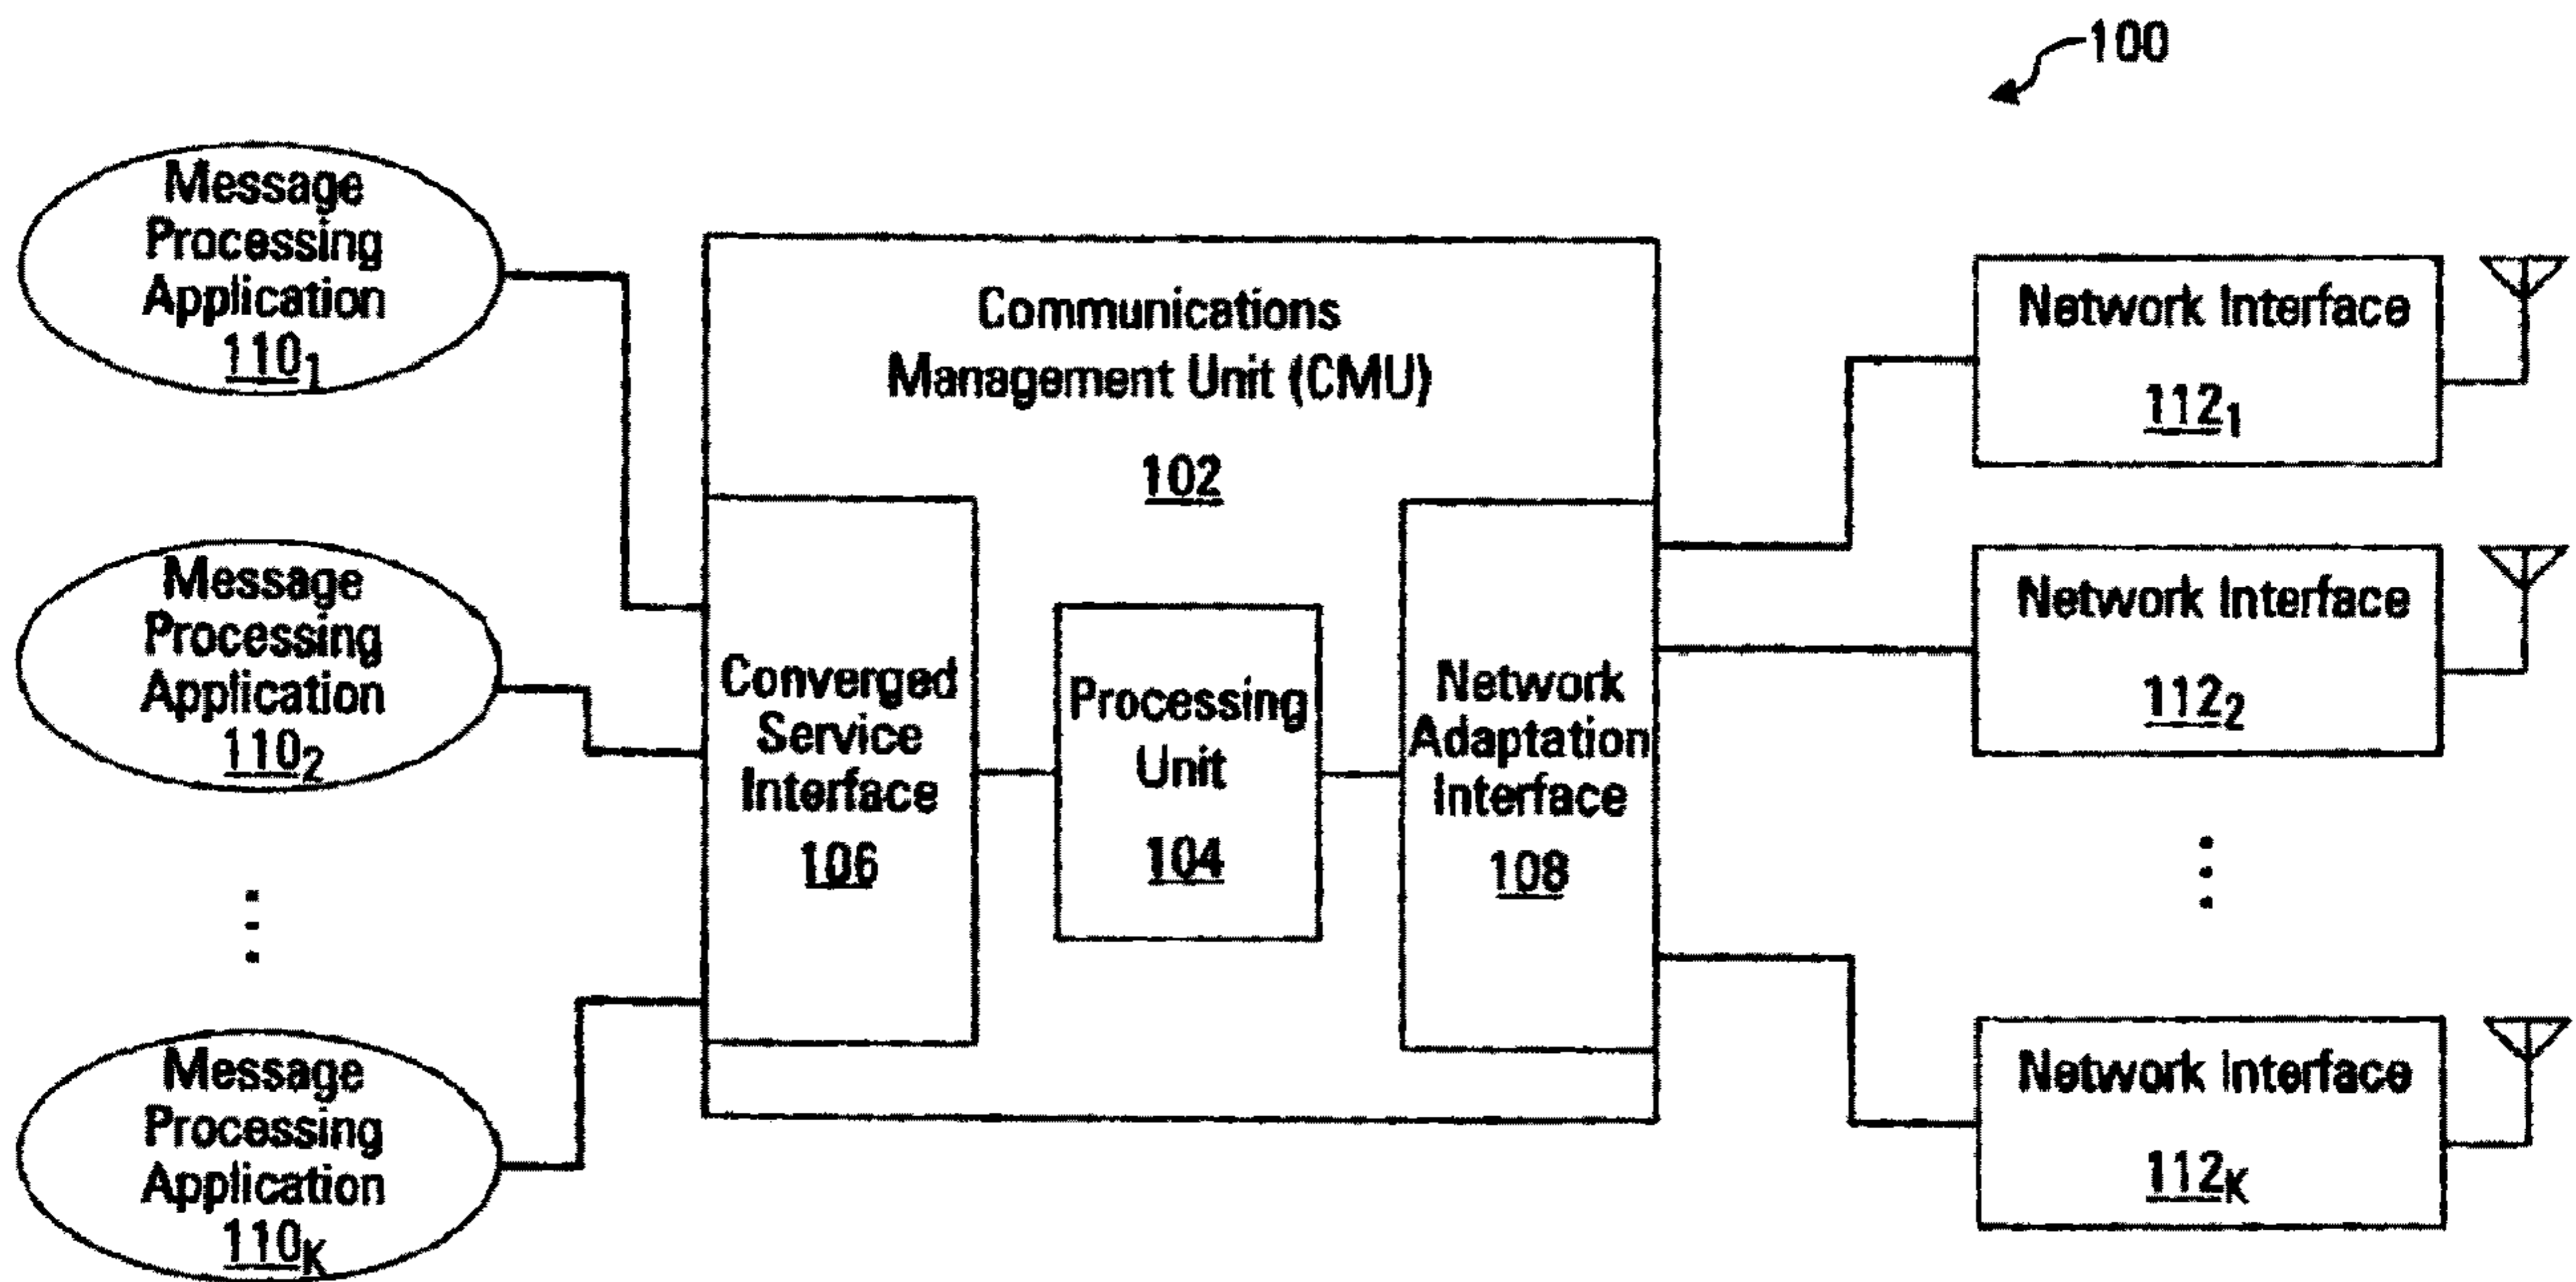 100
Message
Processing
Application
110₁
Message
Processing
Application
110₂
Message
Processing
Application
110K
Communications
Management Unit (CMU)
102
Converged
Service
Interface
106
Processing
Unit
104
Network
Adaptation
Interface
108
Network Interface
112₁
Network Interface
112₂
Network Interface
112K